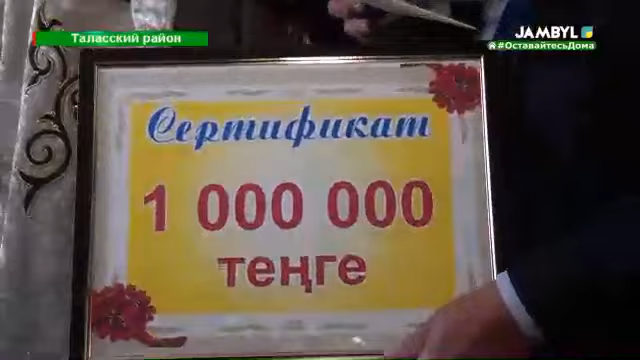 Таласский район
JAMBYL
#ОставайтесьДома
Сертификат
1 000 000
теңге